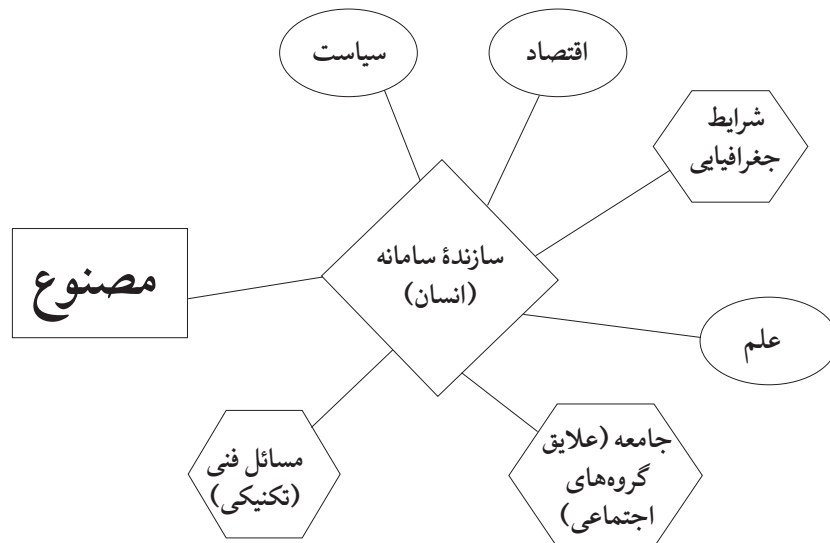 اقتصاد
سیاست
شرایط
جغرافیایی
سازندهٔ سامانه
(انسان)
مصنوع
علم
جامعه (علایق
گروه‌های
اجتماعی)
مسائل فنی
(تکنیکی)